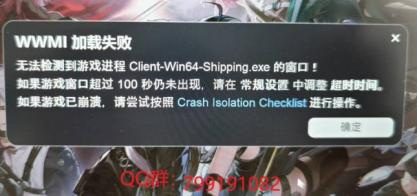 WWMI 加载失败
无法检测到游戏进程 Client-Win64-Shipping.exe 的窗口！
如果游戏窗口超过 100 秒仍未出现，请在 常规设置 中调整 超时时间。
如果游戏已崩溃，请尝试按照 Crash Isolation Checklist 进行操作。
确定
QQ群：799191082